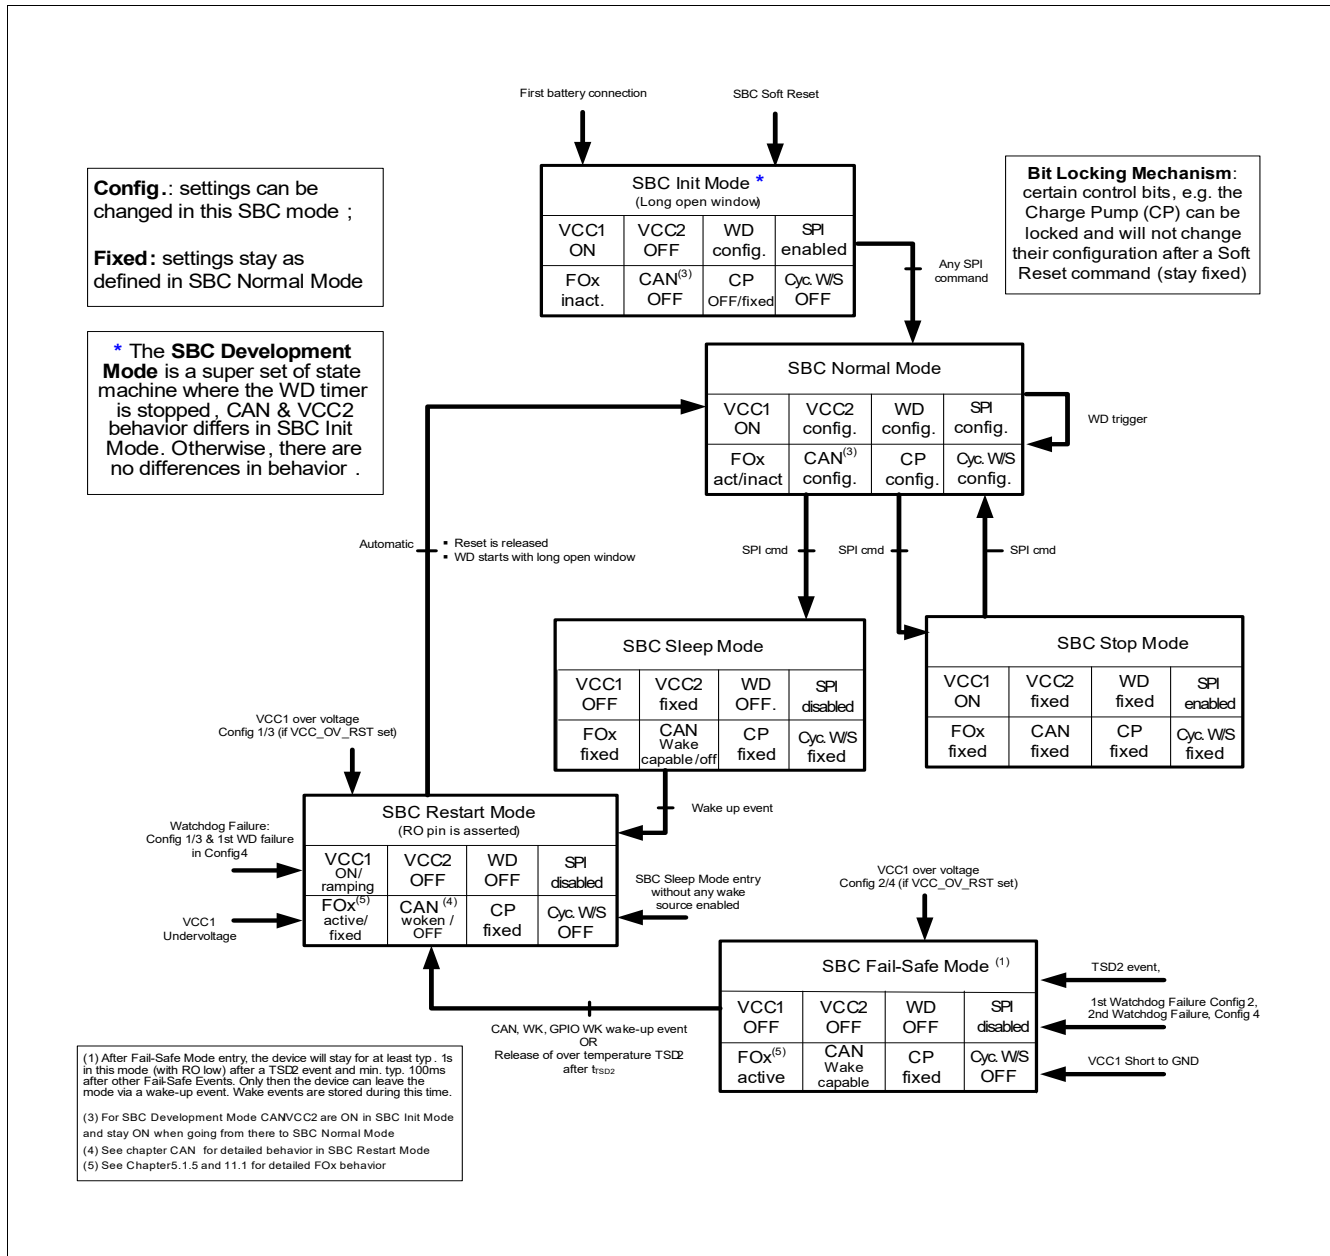 First battery connection
SBC Soft Reset
Config.: settings can be
changed in this SBC mode ;
Fixed: settings stay as
defined in SBC Normal Mode
SBC Init Mode *
(Long open window)
VCC1
ON
VCC2
OFF
WD
config.
SPI
enabled
FOx
inact.
CAN(3)
OFF
CP
OFF/fixed
Cyc. W/S
OFF
Bit Locking Mechanism:
certain control bits, e.g. the
Charge Pump (CP) can be
locked and will not change
their configuration after a Soft
Reset command (stay fixed)
Any SPI
command
* The SBC Development
Mode is a super set of state
machine where the WD timer
is stopped, CAN & VCC2
behavior differs in SBC Init
Mode. Otherwise, there are
no differences in behavior .
SBC Normal Mode
VCC1
ON
VCC2
config.
WD
config.
SPI
config.
FOx
act/inact
CAN(3)
config.
CP
config.
Cyc. W/S
config.
WD trigger
Automatic
▪ Reset is released
▪ WD starts with long open window
SPI cmd
SPI cmd
SPI cmd
SBC Sleep Mode
VCC1
OFF
VCC2
fixed
WD
OFF.
SPI
disabled
FOx
fixed
CAN
Wake
capable/off
CP
fixed
Cyc. W/S
fixed
SBC Stop Mode
VCC1
ON
VCC2
fixed
WD
fixed
SPI
enabled
FOx
fixed
CAN
fixed
CP
fixed
Cyc. W/S
fixed
VCC1 over voltage
Config 1/3 (if VCC_OV_RST set)
Wake up event
Watchdog Failure:
Config 1/3 & 1st WD failure
in Config4
VCC1
Undervoltage
SBC Restart Mode
(RO pin is asserted)
VCC1
ON/
ramping
VCC2
OFF
WD
OFF
SPI
disabled
FOx(5)
active/
fixed
CAN (4)
woken /
OFF
CP
fixed
Cyc. W/S
OFF
SBC Sleep Mode entry
without any wake
source enabled
VCC1 over voltage
Config 2/4 (if VCC_OV_RST set)
SBC Fail-Safe Mode (1)
VCC1
OFF
VCC2
OFF
WD
OFF
SPI
disabled
FOx(5)
active
CAN
Wake
capable
CP
fixed
Cyc. W/S
OFF
TSD2 event,
1st Watchdog Failure Config 2,
2nd Watchdog Failure, Config 4
VCC1 Short to GND
CAN, WK, GPIO WK wake-up event
OR
Release of over temperature TSD2
after tTSD2
(1) After Fail-Safe Mode entry, the device will stay for at least typ. 1s
in this mode (with RO low) after a TSD2 event and min. typ. 100ms
after other Fail-Safe Events. Only then the device can leave the
mode via a wake-up event. Wake events are stored during this time.
(3) For SBC Development Mode CAN/VCC2 are ON in SBC Init Mode
and stay ON when going from there to SBC Normal Mode
(4) See chapter CAN for detailed behavior in SBC Restart Mode
(5) See Chapter5.1.5 and 11.1 for detailed FOx behavior